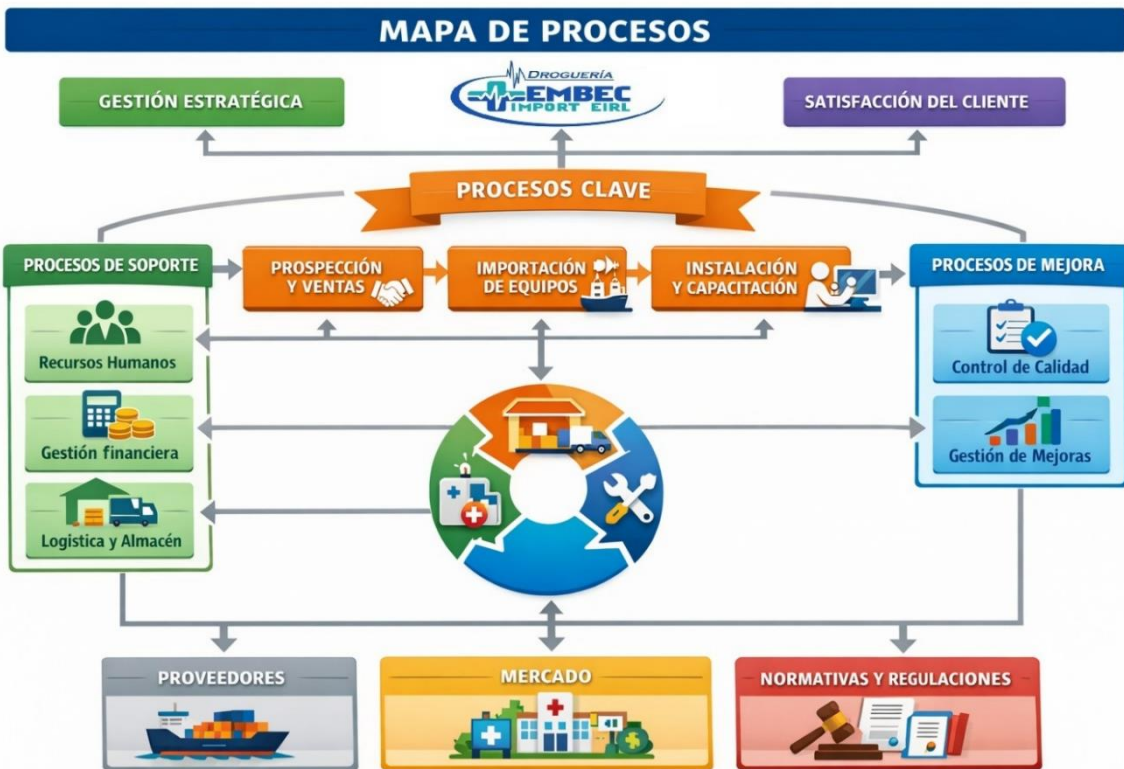 MAPA DE PROCESOS
GESTIÓN ESTRATÉGICA
DROGUERÍA
EMBEC
IMPORT EIRL
SATISFACCIÓN DEL CLIENTE
PROCESOS CLAVE
PROCESOS DE SOPORTE
PROSPECCIÓN
Y VENTAS
IMPORTACIÓN
DE EQUIPOS
INSTALACIÓN
Y CAPACITACIÓN
PROCESOS DE MEJORA
Recursos Humanos
Gestión financiera
Logistica y Almacén
Control de Calidad
Gestión de Mejoras
PROVEEDORES
MERCADO
NORMATIVAS Y REGULACIONES